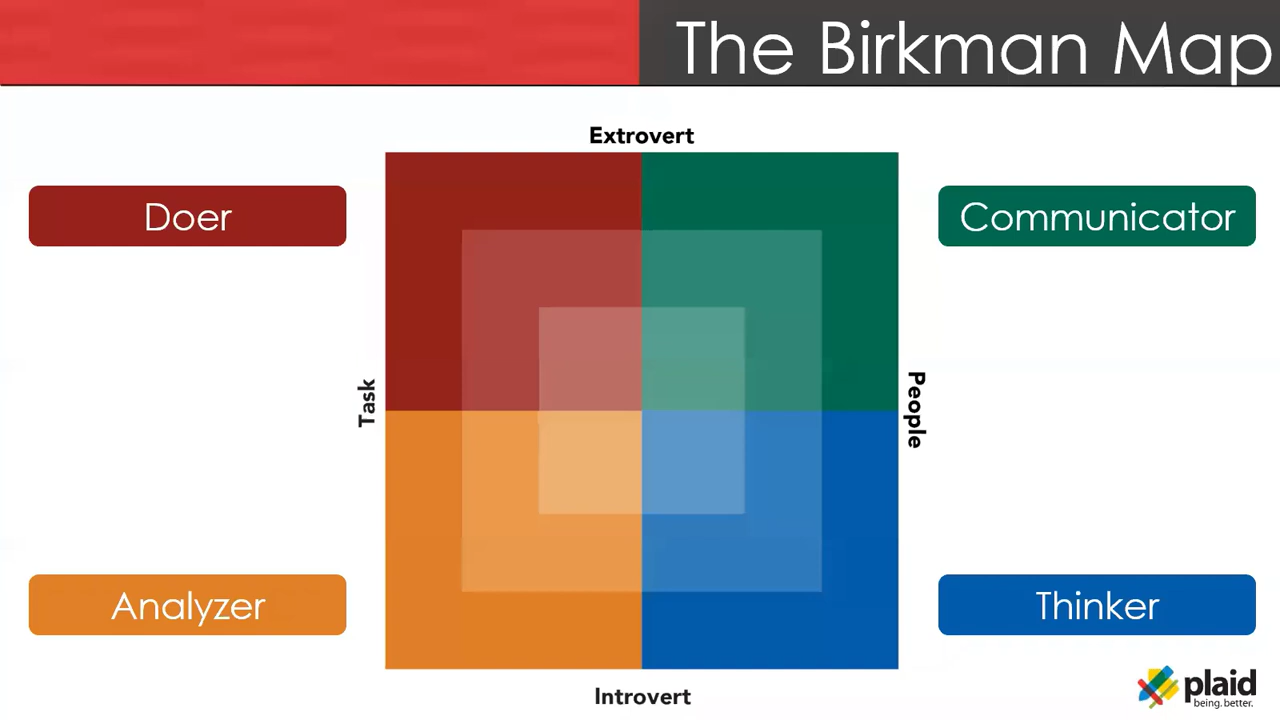 The Birkman Map
Extrovert
Doer
Communicator
Task
People
Analyzer
Thinker
Introvert
plaid
being. better.